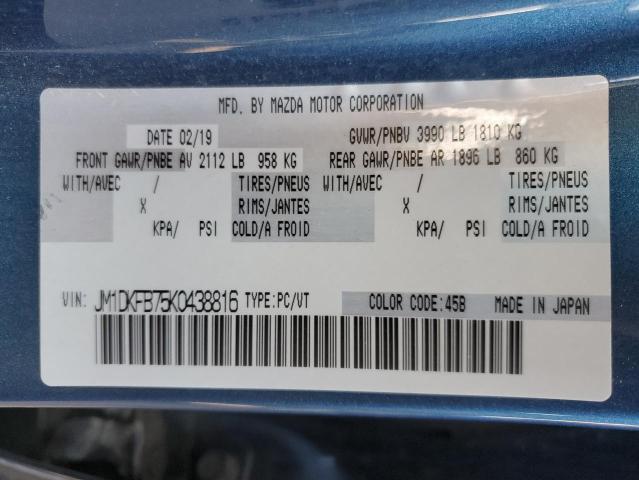 MFD. BY MAZDA MOTOR CORPORATION
DATE 02/19 GVWR/PNBV 3990 LB 1810 KG
FRONT GAWR/PNBE AV 2112 LB 958 KG REAR GAWR/PNBE AR 1896 LB 860 KG
WITH/AVEC / TIRES/PNEUS WITH/AVEC / TIRES/PNEUS
X RIMS/JANTES X RIMS/JANTES
KPA/ PSI COLD/A FROID KPA/ PSI COLD/A FROID
VIN: JM1DKFB75K0438816 TYPE:PC/VT COLOR CODE:45B MADE IN JAPAN